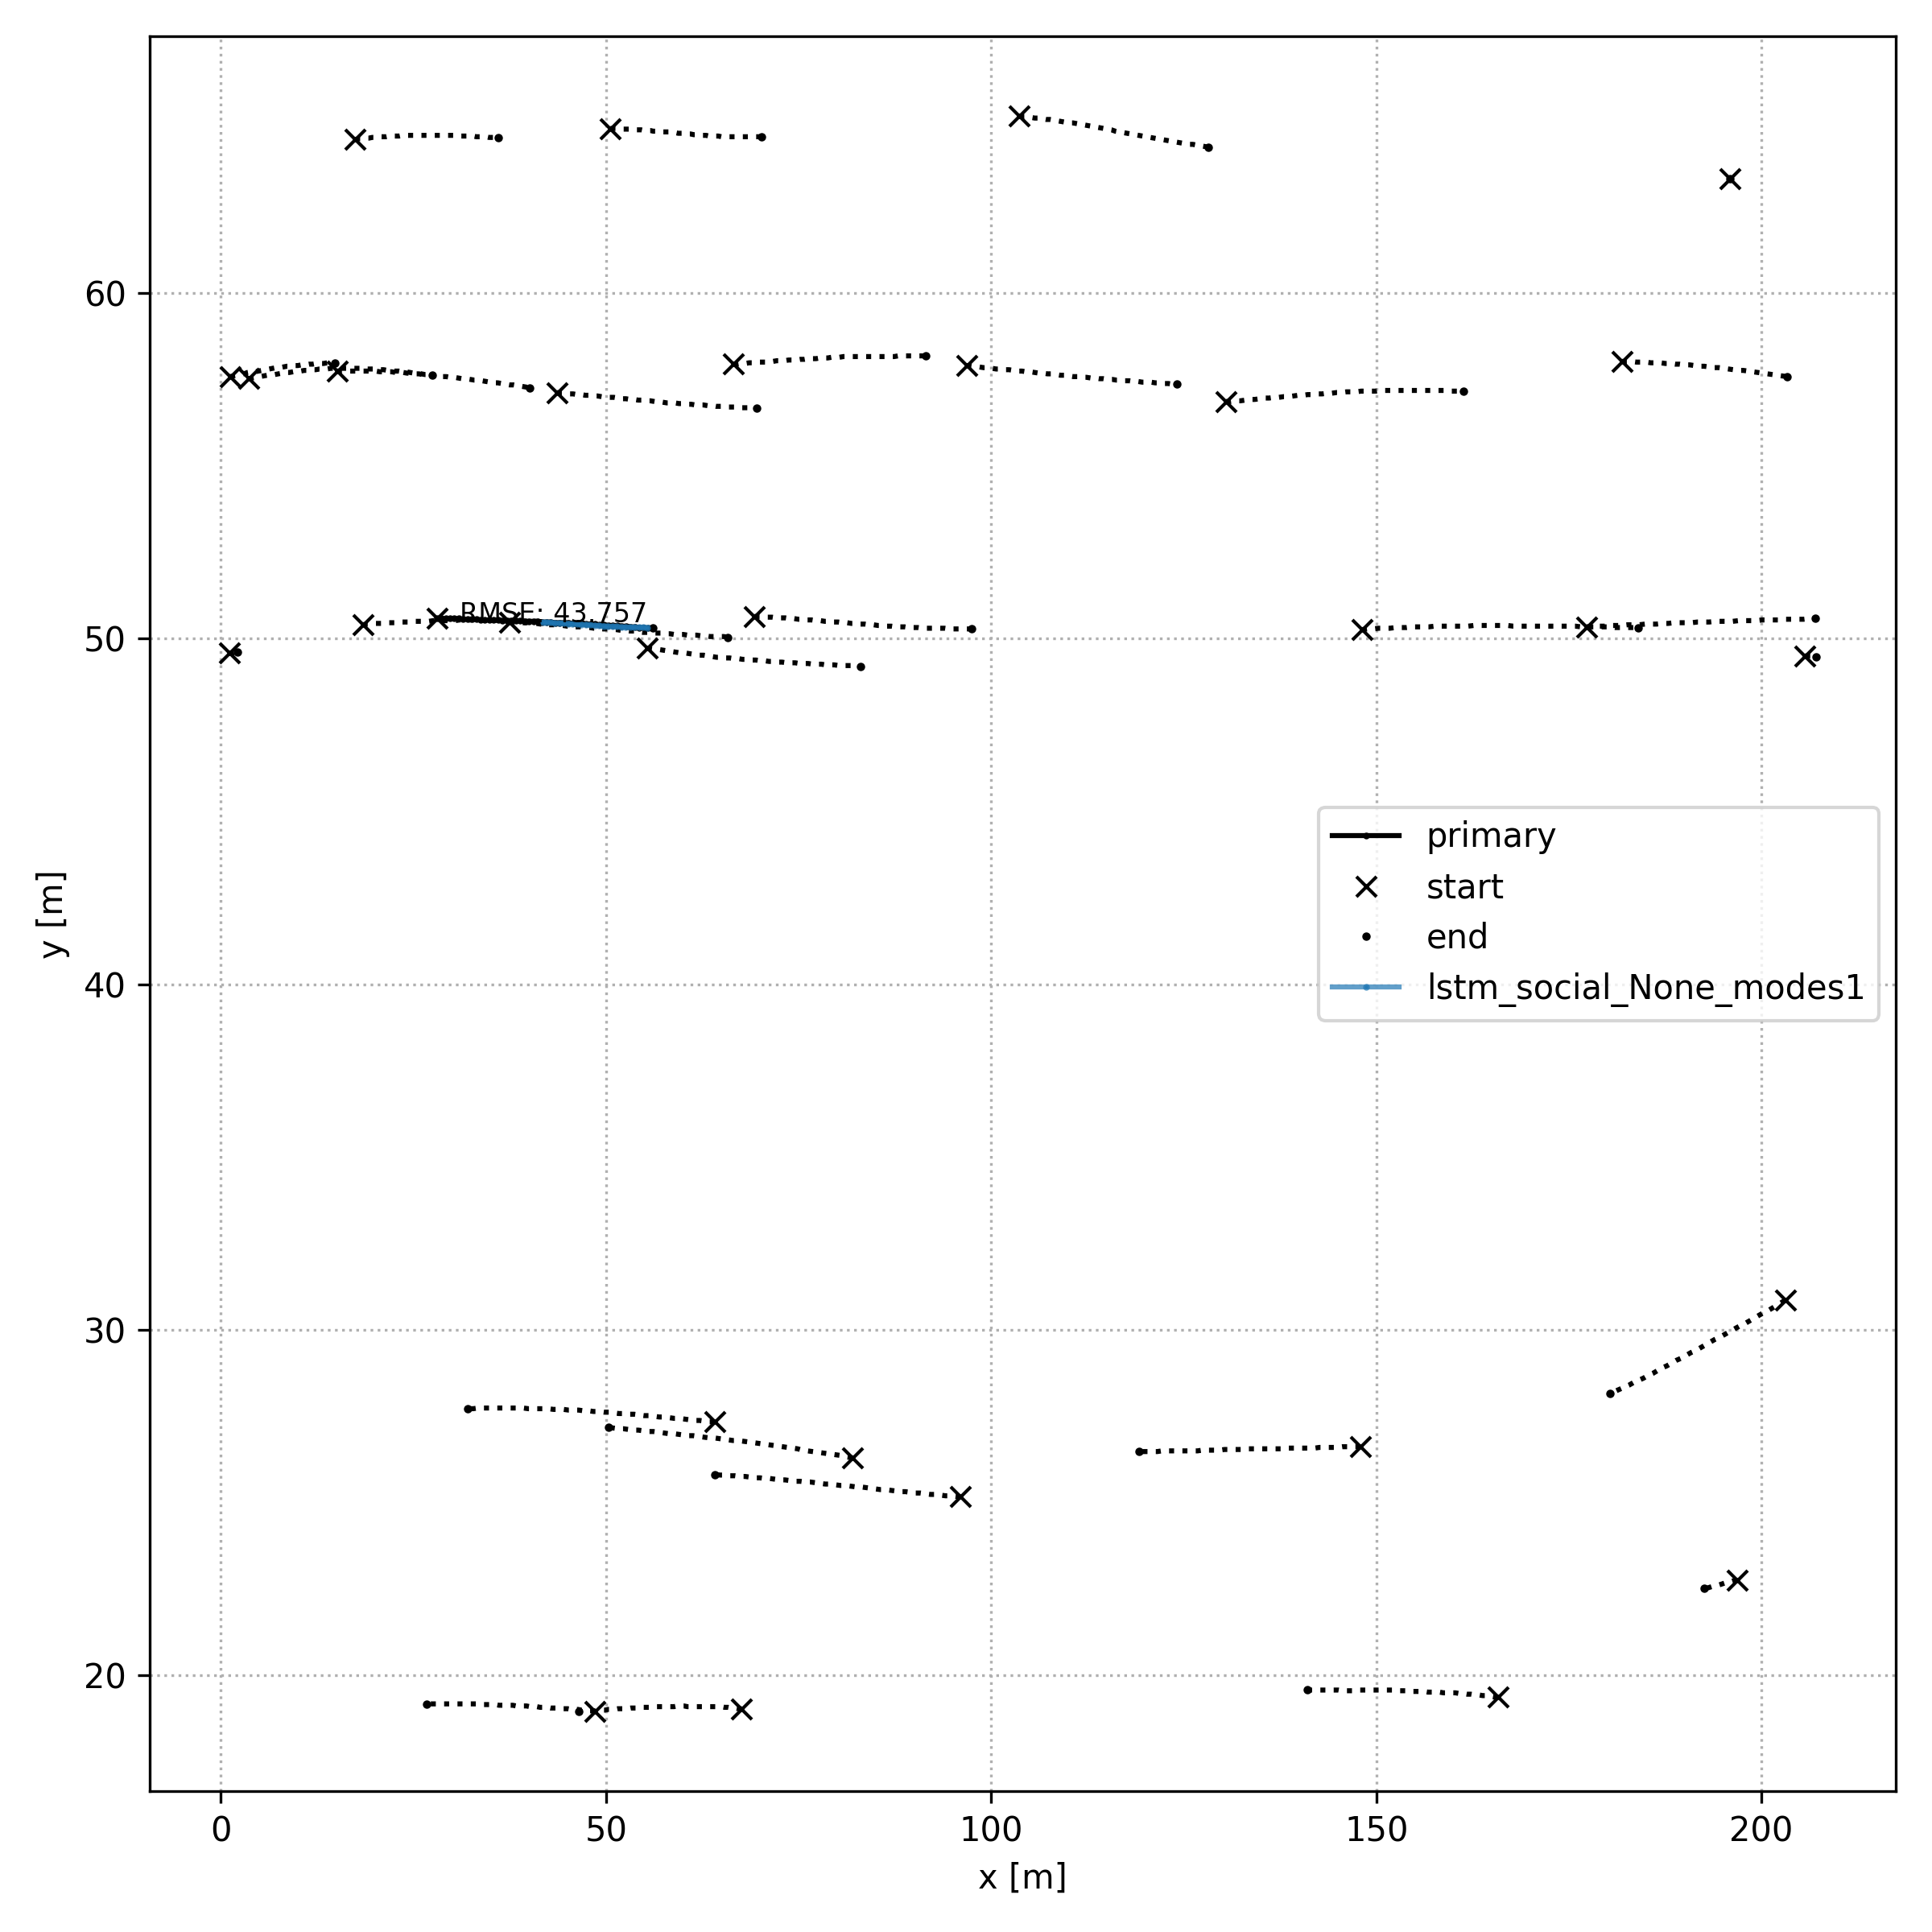 60
RMSE: 43.757
50
primary
start
end
lstm_social_None_modes1
y [m]
40
30
20
0 50 100 150 200
x [m]